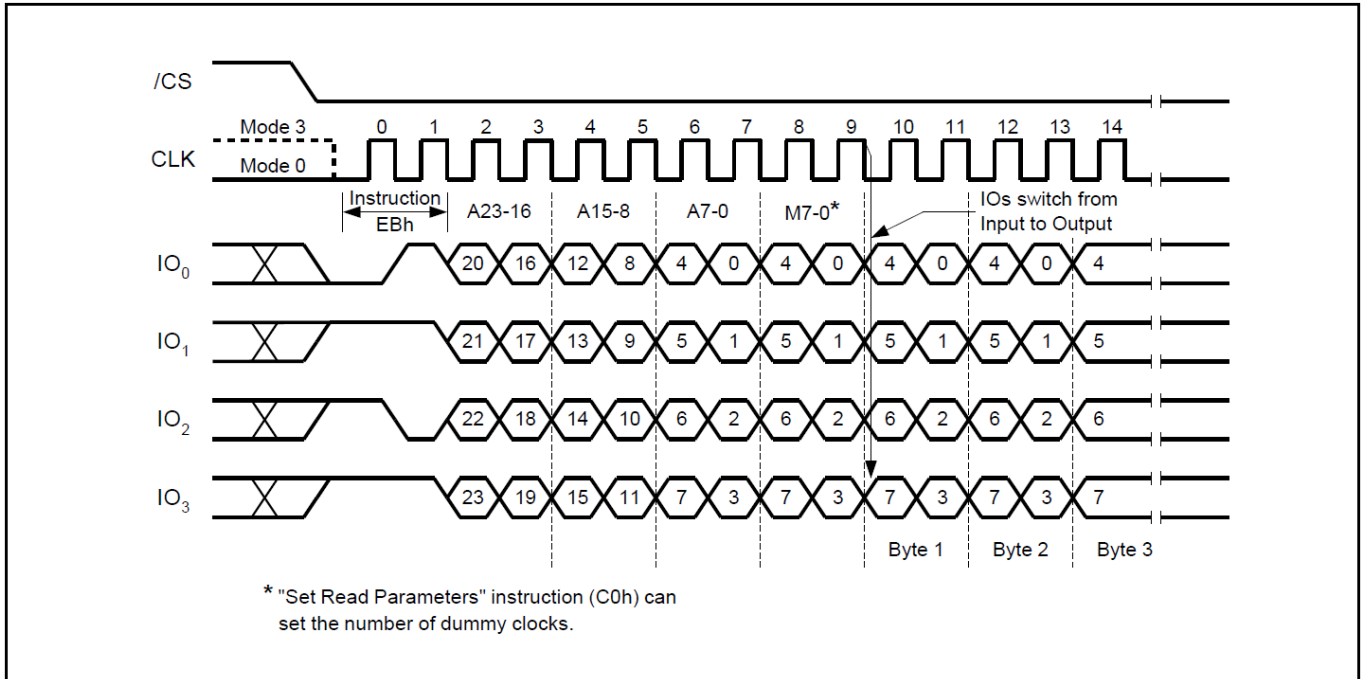 /CS
Mode 3 0 1 2 3 4 5 6 7 8 9 10 11 12 13 14
CLK
Mode 0
Instruction
EBh
A23-16 A15-8 A7-0 M7-0*
IOs switch from
Input to Output
IO0 20 16 12 8 4 0 4 0 4 0 4 0 4
IO1 21 17 13 9 5 1 5 1 5 1 5 1 5
IO2 22 18 14 10 6 2 6 2 6 2 6 2 6
IO3 23 19 15 11 7 3 7 3 7 3 7 3 7
Byte 1 Byte 2 Byte 3
* "Set Read Parameters" instruction (C0h) can
set the number of dummy clocks.